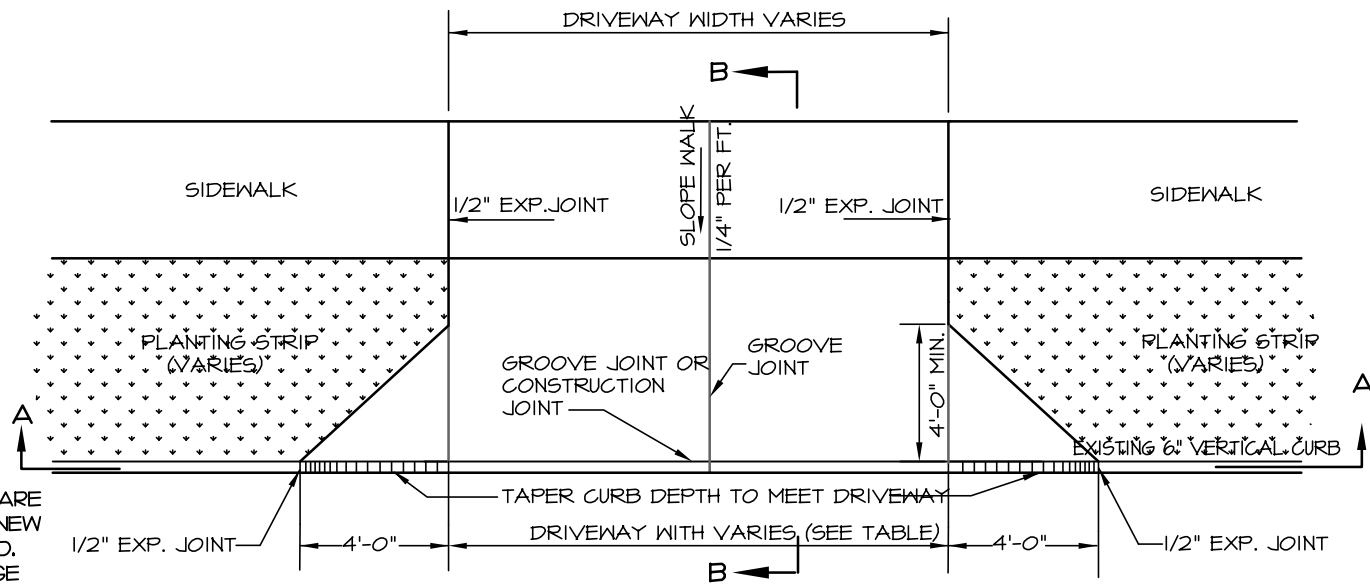 DRIVEWAY WIDTH VARIES
B
SLOPE WALK
1/4" PER FT.
SIDEWALK
SIDEWALK
1/2" EXP.JOINT
1/2" EXP. JOINT
PLANTING STRIP
(VARIES)
GROOVE JOINT OR
CONSTRUCTION
JOINT
GROOVE
JOINT
4'-0" MIN.
PLANTING STRIP
(VARIES)
A
A
EXISTING 6" VERTICAL CURB
ARE
NEW
D.
GE
TAPER CURB DEPTH TO MEET DRIVEWAY
1/2" EXP. JOINT
4'-0"
DRIVEWAY WITH VARIES (SEE TABLE)
4'-0"
1/2" EXP. JOINT
B